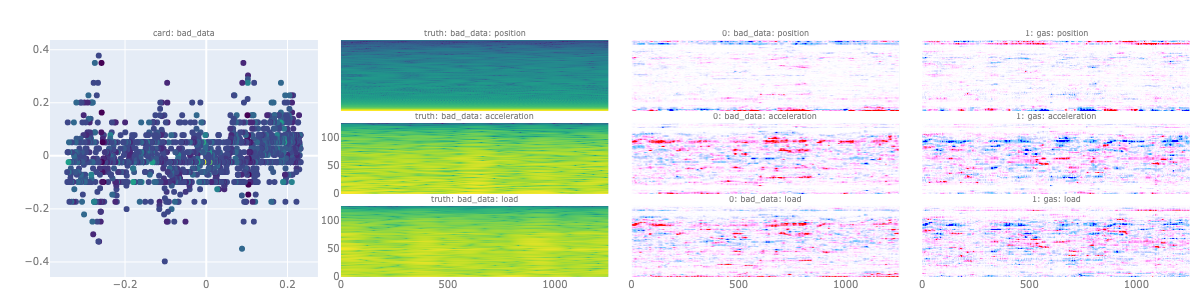 card: bad_data
truth: bad_data: position
0: bad_data: position
1: gas: position
0.4
0.2
0
−0.2
−0.4
−0.2
0
0.2
truth: bad_data: acceleration
0: bad_data: acceleration
1: gas: acceleration
100
50
0
truth: bad_data: load
0: bad_data: load
1: gas: load
100
50
0
0
500
1000
0
500
1000
0
500
1000